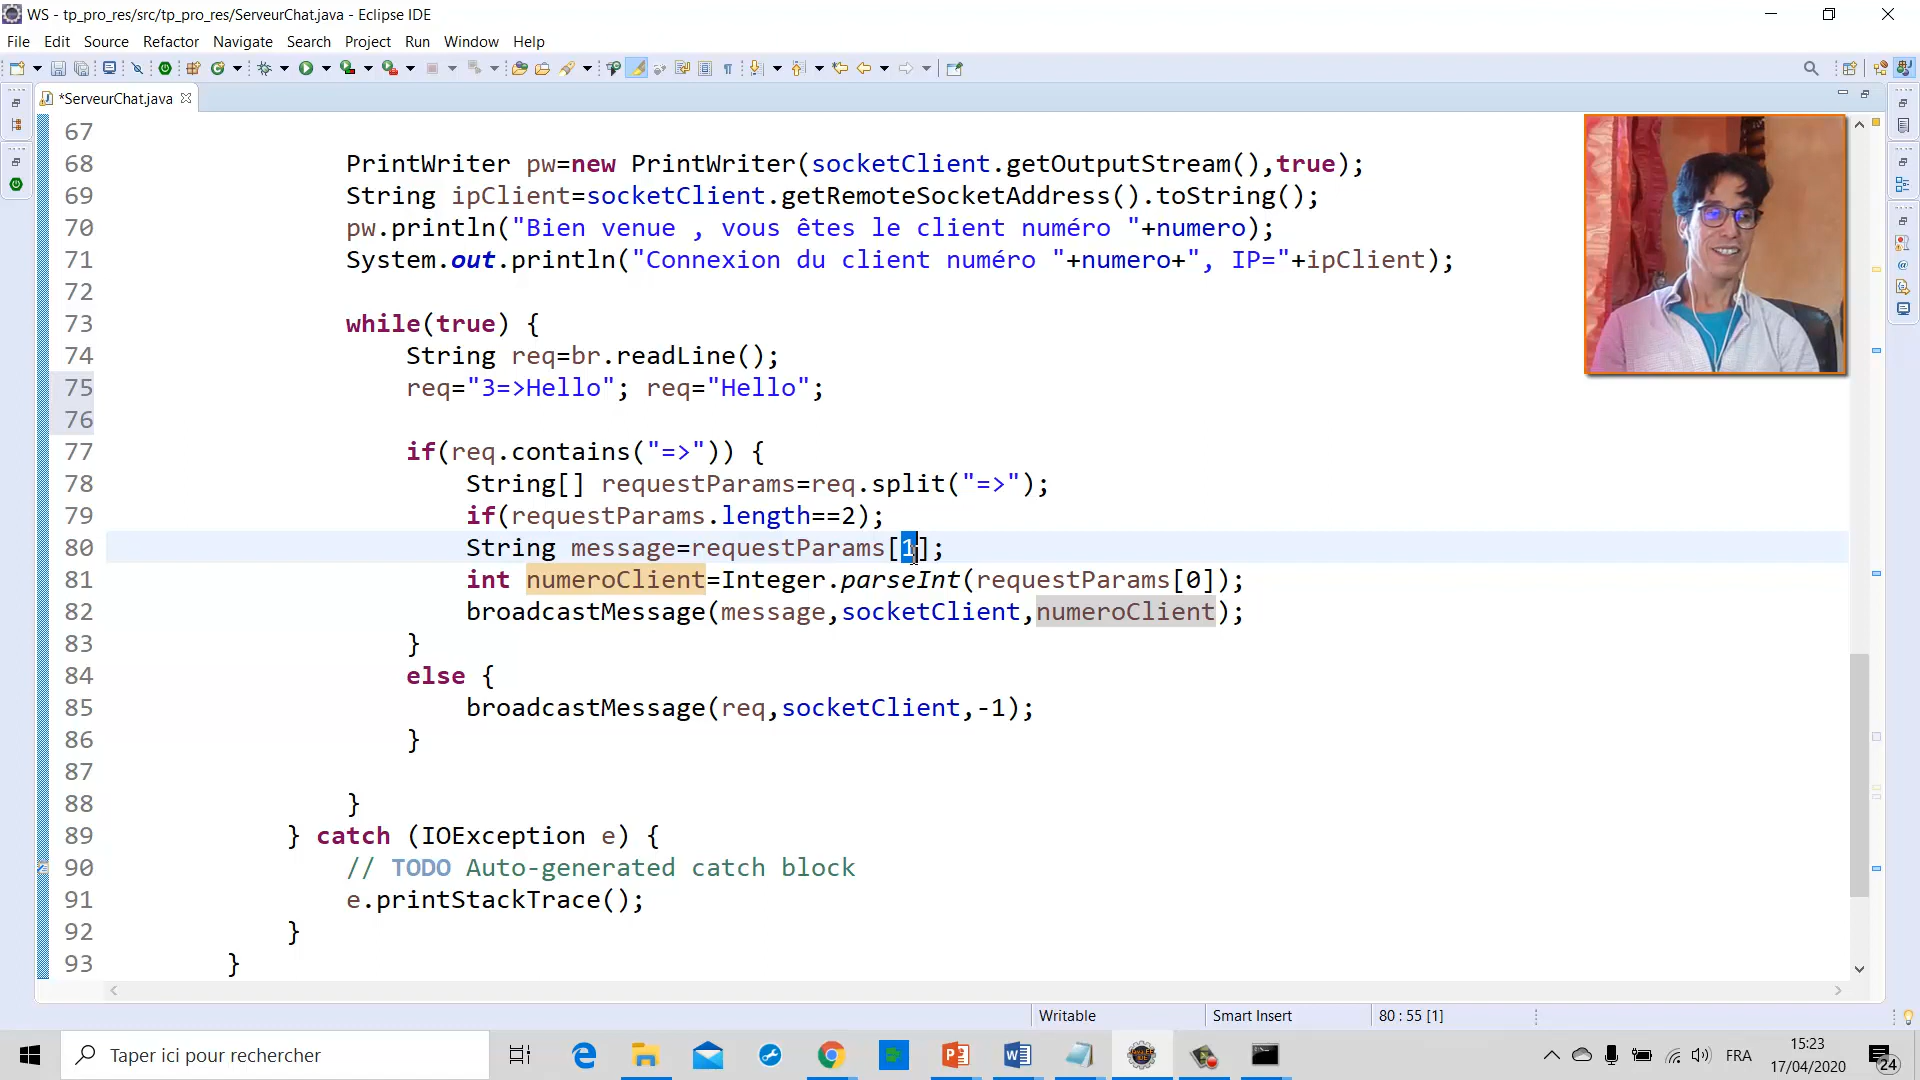 WS - tp_pro_res/src/tp_pro_res/ServeurChat.java - Eclipse IDE
File Edit Source Refactor Navigate Search Project Run Window Help
*ServeurChat.java
67
68 PrintWriter pw=new PrintWriter(socketClient.getOutputStream(),true);
69 String ipClient=socketClient.getRemoteSocketAddress().toString();
70 pw.println("Bien venue , vous êtes le client numéro "+numero);
71 System.out.println("Connexion du client numéro "+numero+", IP="+ipClient);
72
73 while(true) {
74 String req=br.readLine();
75 req="3=>Hello"; req="Hello";
76
77 if(req.contains("=>")) {
78 String[] requestParams=req.split("=>");
79 if(requestParams.length==2);
80 String message=requestParams[1];
81 int numeroClient=Integer.parseInt(requestParams[0]);
82 broadcastMessage(message,socketClient,numeroClient);
83 }
84 else {
85 broadcastMessage(req,socketClient,-1);
86 }
87
88 }
89 } catch (IOException e) {
90 // TODO Auto-generated catch block
91 e.printStackTrace();
92 }
93 }
Writable Smart Insert 80 : 55 [1]
Taper ici pour rechercher
FRA
15:23
17/04/2020
24